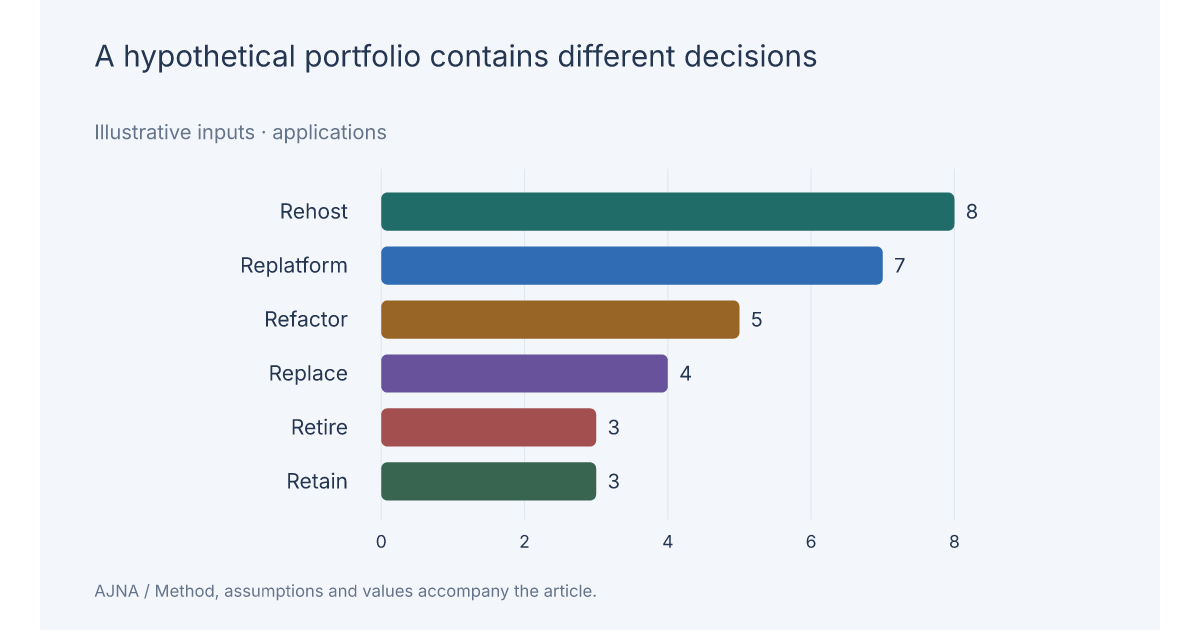 A hypothetical portfolio contains different decisions
Illustrative inputs · applications
Rehost 8
Replatform 7
Refactor 5
Replace 4
Retire 3
Retain 3
0 2 4 6 8
AJNA / Method, assumptions and values accompany the article.